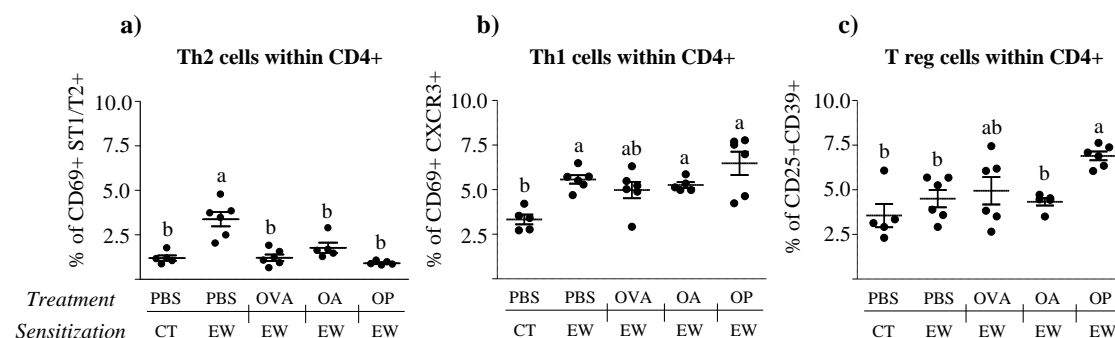 a)
Th2 cells within CD4+
% of CD69+ ST1/T2+
10.0
7.5
5.0
2.5
b
a
b
b
b
Treatment PBS PBS OVA OA OP
Sensitization CT EW EW EW EW
b)
Th1 cells within CD4+
% of CD69+ CXCR3+
10.0
7.5
5.0
2.5
b
a
ab
a
a
PBS PBS OVA OA OP
CT EW EW EW EW
c)
T reg cells within CD4+
% of CD25+CD39+
10.0
7.5
5.0
2.5
b
b
ab
b
a
PBS PBS OVA OA OP
CT EW EW EW EW